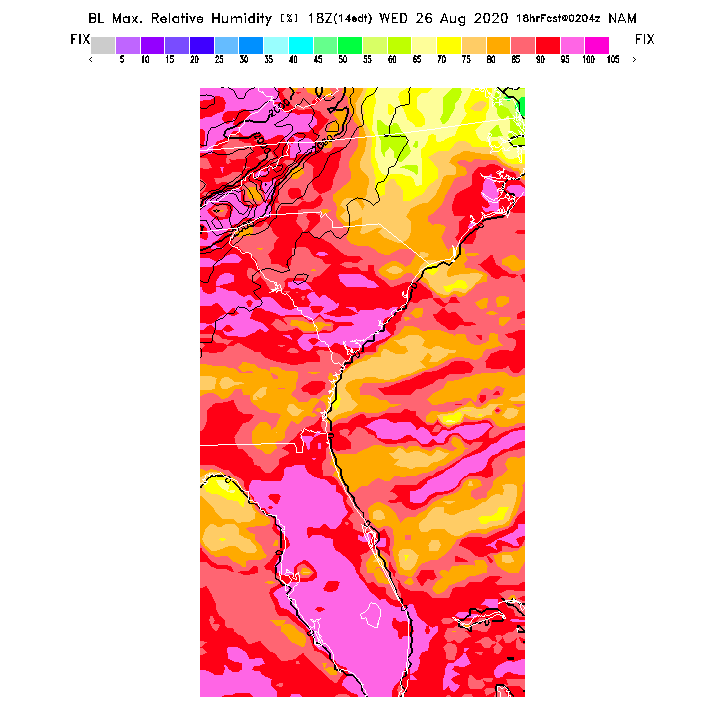 BL Max. Relative Humidity [%] 18Z(14edt) WED 26 Aug 2020 18hrFcst@0204z NAM
FIX FIX
< 5 10 15 20 25 30 35 40 45 50 55 60 65 70 75 80 85 90 95 100 105 >
2000